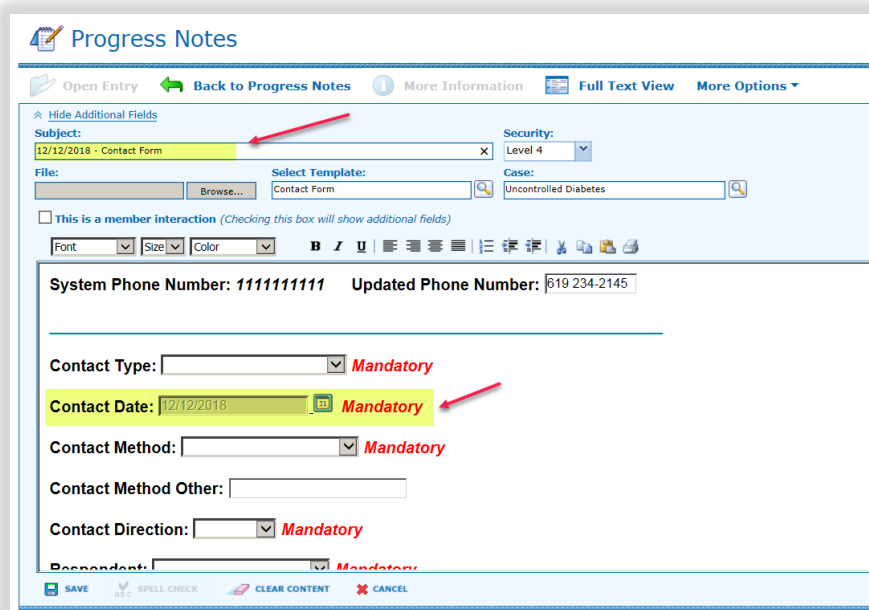 Progress Notes
Open Entry Back to Progress Notes More Information Full Text View More Options
Hide Additional Fields
Subject: Security:
12/12/2018 - Contact Form Level 4
File: Select Template: Case:
Browse... Contact Form Uncontrolled Diabetes
This is a member interaction (Checking this box will show additional fields)
Font Size Color B I U
System Phone Number: 1111111111 Updated Phone Number: 619 234-2145
Contact Type: Mandatory
Contact Date: 12/12/2018 31 Mandatory
Contact Method: Mandatory
Contact Method Other:
Contact Direction: Mandatory
Respondent: Mandatory
SAVE ABC SPELL CHECK CLEAR CONTENT CANCEL